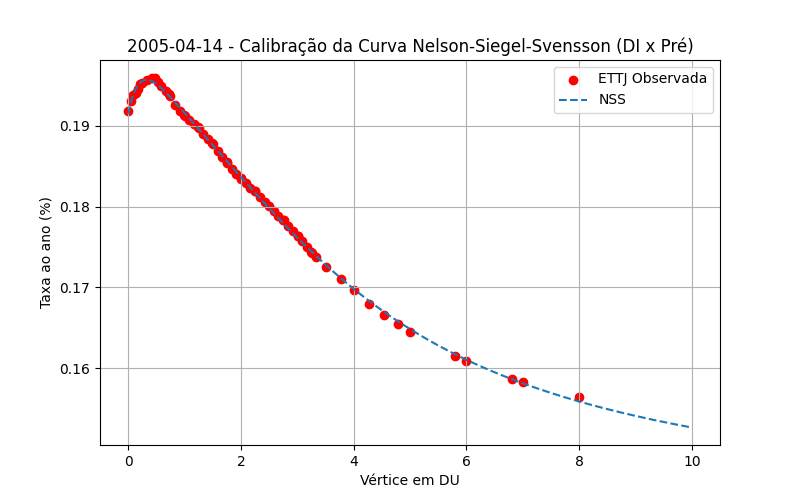 2005-04-14 - Calibração da Curva Nelson-Siegel-Svensson (DI x Pré)
ETTJ Observada
NSS
Taxa ao ano (%)
0.19
0.18
0.17
0.16
0
2
4
6
8
10
Vértice em DU